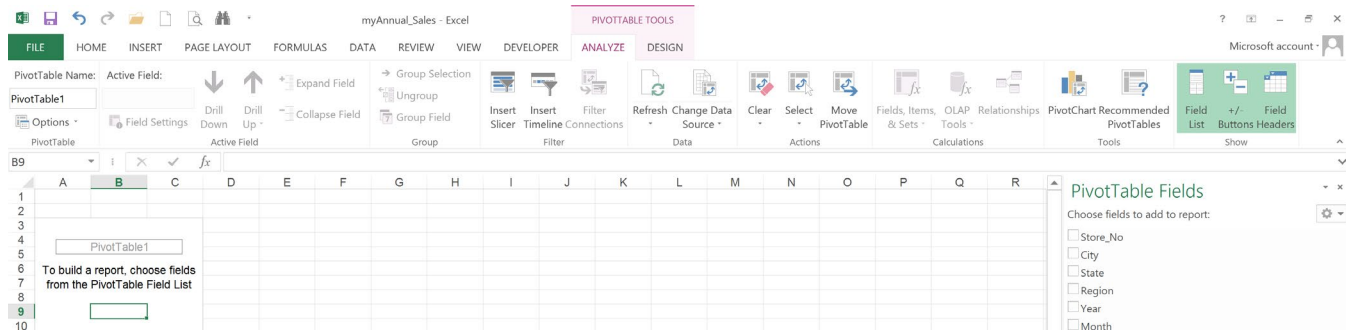 myAnnual_Sales - Excel
PIVOTTABLE TOOLS
FILE HOME INSERT PAGE LAYOUT FORMULAS DATA REVIEW VIEW DEVELOPER ANALYZE DESIGN Microsoft account
PivotTable Name:
PivotTable1
Options
PivotTable
Active Field:
Field Settings
Drill Down
Drill Up
Expand Field
Collapse Field
Active Field
Group Selection
Ungroup
Group Field
Group
Insert Slicer
Insert Timeline
Filter Connections
Filter
Refresh
Change Data Source
Data
Clear
Select
Move PivotTable
Actions
Fields, Items, & Sets
OLAP Tools
Relationships
Calculations
PivotChart
Recommended PivotTables
Tools
Field List
+/- Buttons
Field Headers
Show
B9
fx
A B C D E F G H I J K L M N O P Q R
1
2
3
4
5
6
7
8
9
10
PivotTable1
To build a report, choose fields
from the PivotTable Field List
PivotTable Fields
Choose fields to add to report:
Store_No
City
State
Region
Year
Month